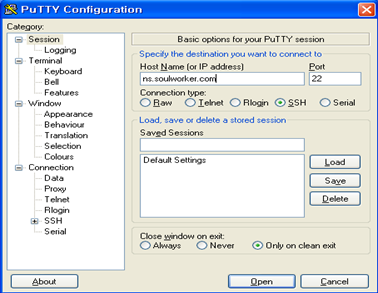 PuTTY Configuration
Category:
Session
Logging
Terminal
Keyboard
Bell
Features
Window
Appearance
Behaviour
Translation
Selection
Colours
Connection
Data
Proxy
Telnet
Rlogin
SSH
Serial
Basic options for your PuTTY session
Specify the destination you want to connect to
Host Name (or IP address) Port
ns.soulworker.com 22
Connection type:
Raw Telnet Rlogin SSH Serial
Load, save or delete a stored session
Saved Sessions
Default Settings
Load
Save
Delete
Close window on exit:
Always Never Only on clean exit
About Open Cancel